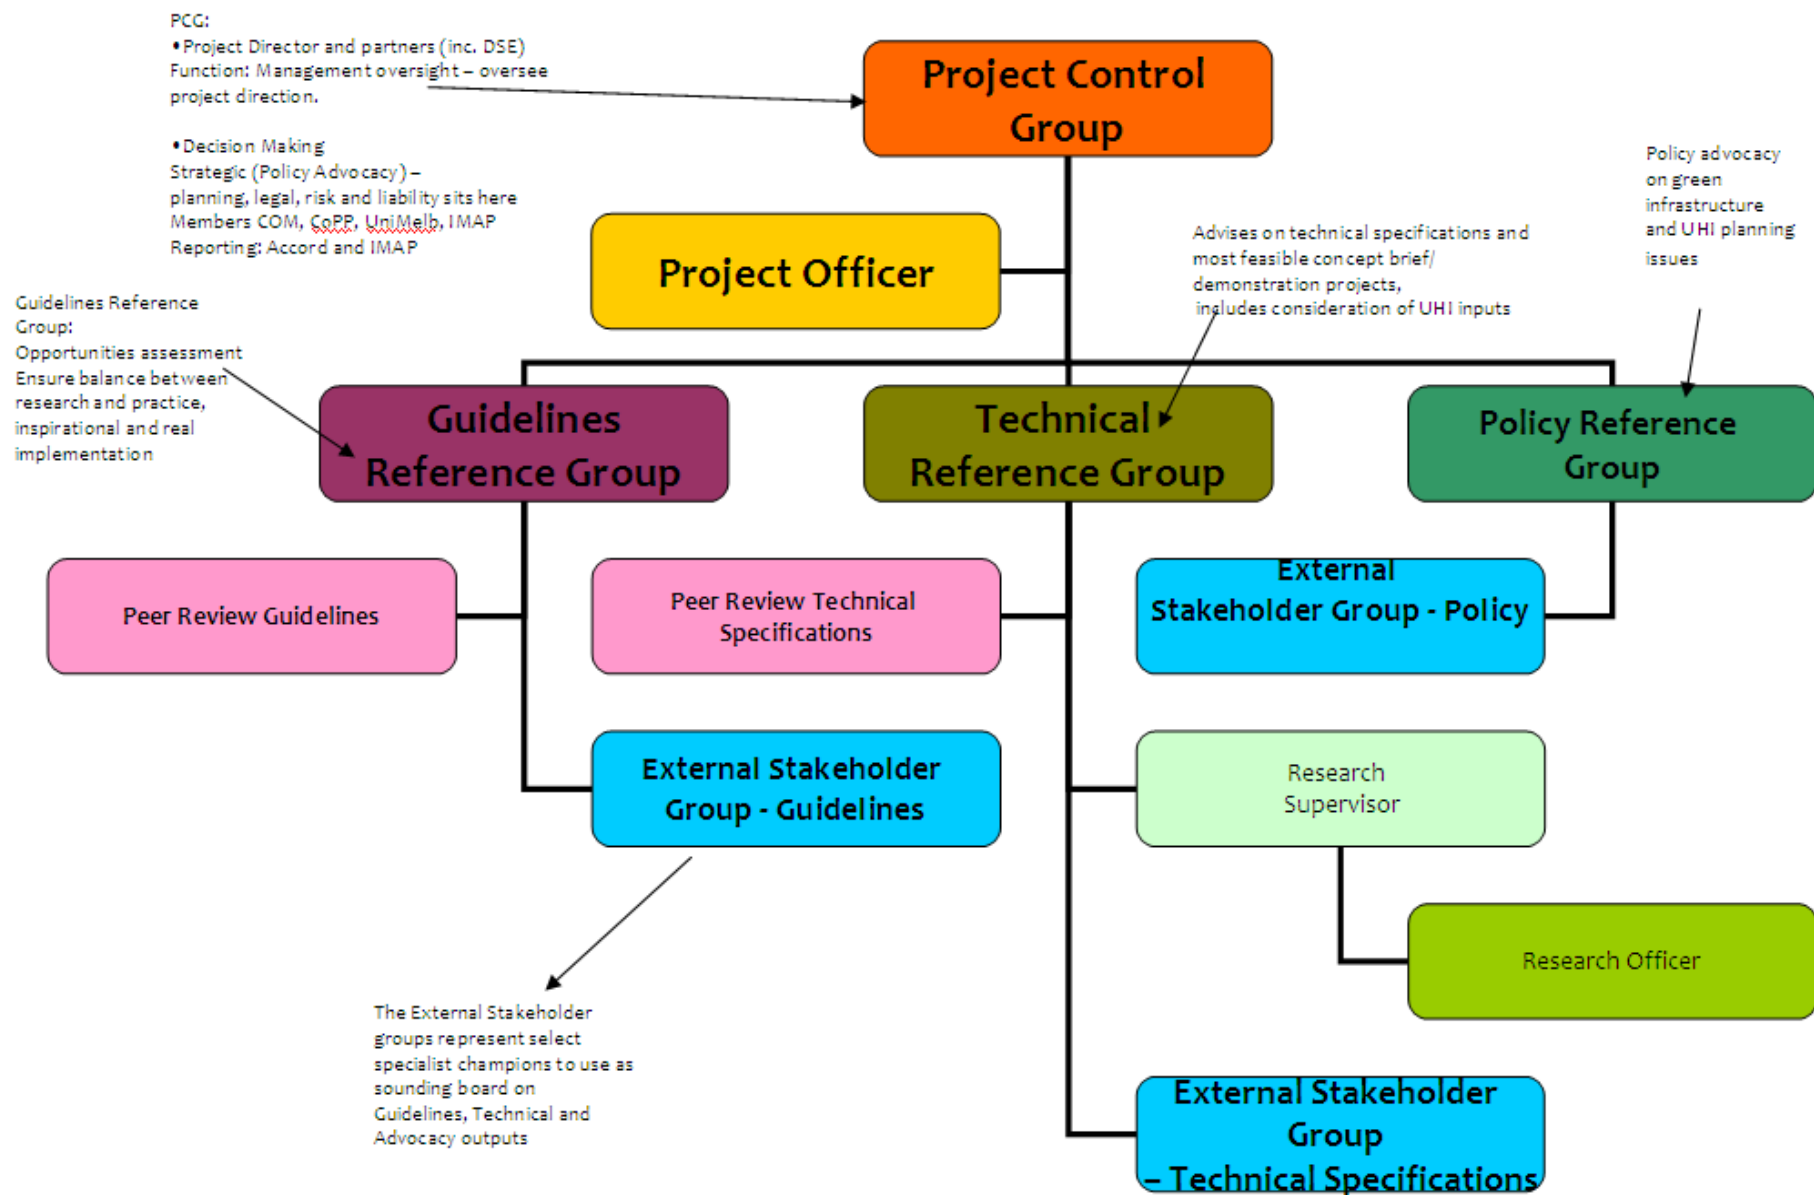 PCG:
•Project Director and partners (inc. DSE)
Function: Management oversight – oversee
project direction.
•Decision Making
Strategic (Policy Advocacy) –
planning, legal, risk and liability sits here
Members COM, CoPP, UniMelb, IMAP
Reporting: Accord and IMAP
Project Control
Group
Policy advocacy
on green
infrastructure
and UHI planning
issues
Project Officer
Advises on technical specifications and
most feasible concept brief/
demonstration projects,
includes consideration of UHI inputs
Guidelines Reference
Group:
Opportunities assessment
Ensure balance between
research and practice,
inspirational and real
implementation
Guidelines
Reference Group
Technical
Reference Group
Policy Reference
Group
Peer Review Guidelines
Peer Review Technical
Specifications
External
Stakeholder Group - Policy
External Stakeholder
Group - Guidelines
Research
Supervisor
Research Officer
The External Stakeholder
groups represent select
specialist champions to use as
sounding board on
Guidelines, Technical and
Advocacy outputs
External Stakeholder
Group
– Technical Specifications